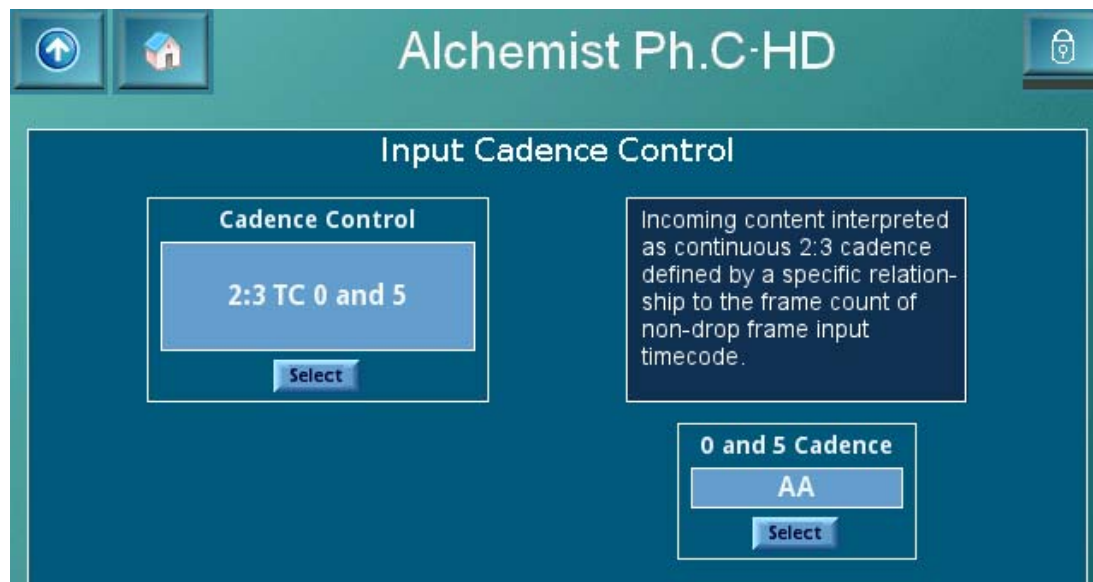 Alchemist Ph.C-HD
Input Cadence Control
Cadence Control
2:3 TC 0 and 5
Select
Incoming content interpreted
as continuous 2:3 cadence
defined by a specific relation-
ship to the frame count of
non-drop frame input
timecode.
0 and 5 Cadence
AA
Select